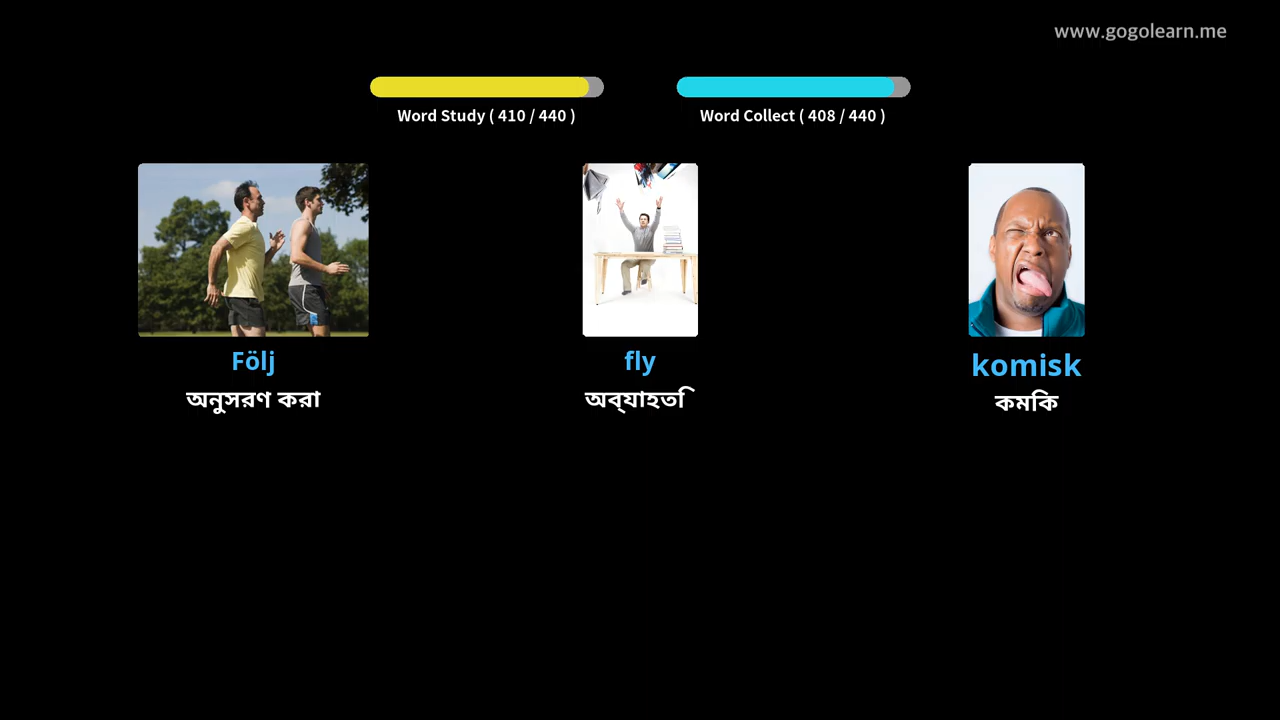 www.gogolearn.me
Word Study ( 410 / 440 )
Word Collect ( 408 / 440 )
Följ
fly
komisk
অনুসরণ করা
অব্যাহতি
কমিক